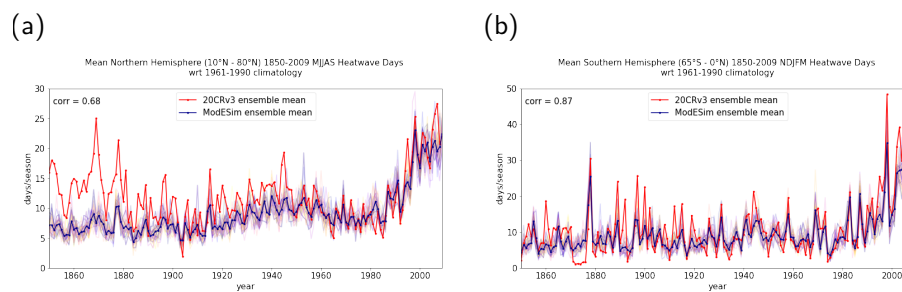 (a)
Mean Northern Hemisphere (10°N - 80°N) 1850-2009 MJJAS Heatwave Days
wrt 1961-1990 climatology
corr = 0.68
20CRv3 ensemble mean
ModESim ensemble mean
days/season
30
25
20
15
10
5
0
1860 1880 1900 1920 1940 1960 1980 2000
year
(b)
Mean Southern Hemisphere (65°S - 0°N) 1850-2009 NDJFM Heatwave Days
wrt 1961-1990 climatology
corr = 0.87
20CRv3 ensemble mean
ModESim ensemble mean
days/season
50
40
30
20
10
0
1860 1880 1900 1920 1940 1960 1980 2000
year